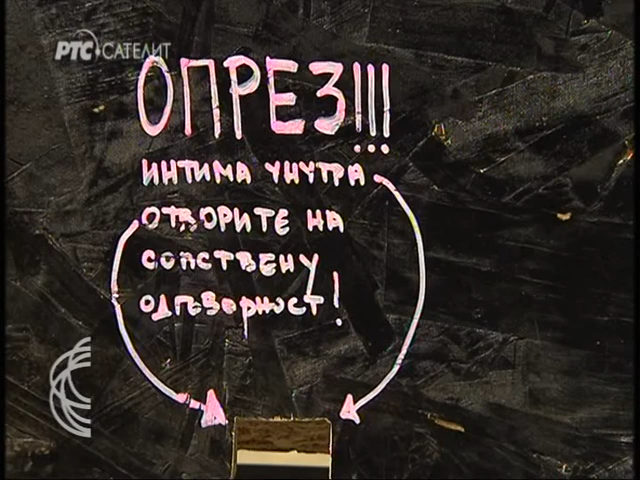 РТС САТЕЛИТ
ОПРЕЗ!!!
ИНТИМА УНУТРА
ОТВОРИТЕ НА
СОПСТВЕНУ
ОДГОВОРНОСТ!